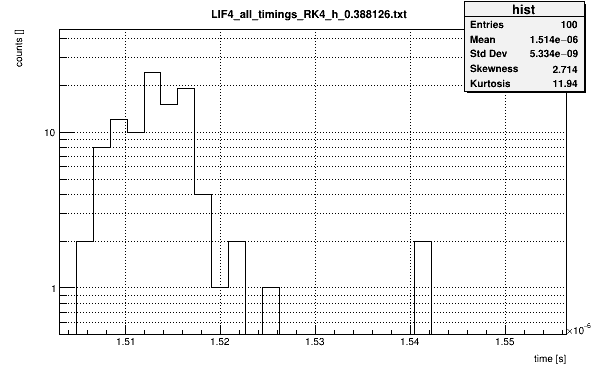 LIF4_all_timings_RK4_h_0.388126.txt
hist
Entries 100
Mean 1.514e−06
Std Dev 5.334e−09
Skewness 2.714
Kurtosis 11.94
counts []
10
1
1.51 1.52 1.53 1.54 1.55
×10⁻⁶
time [s]